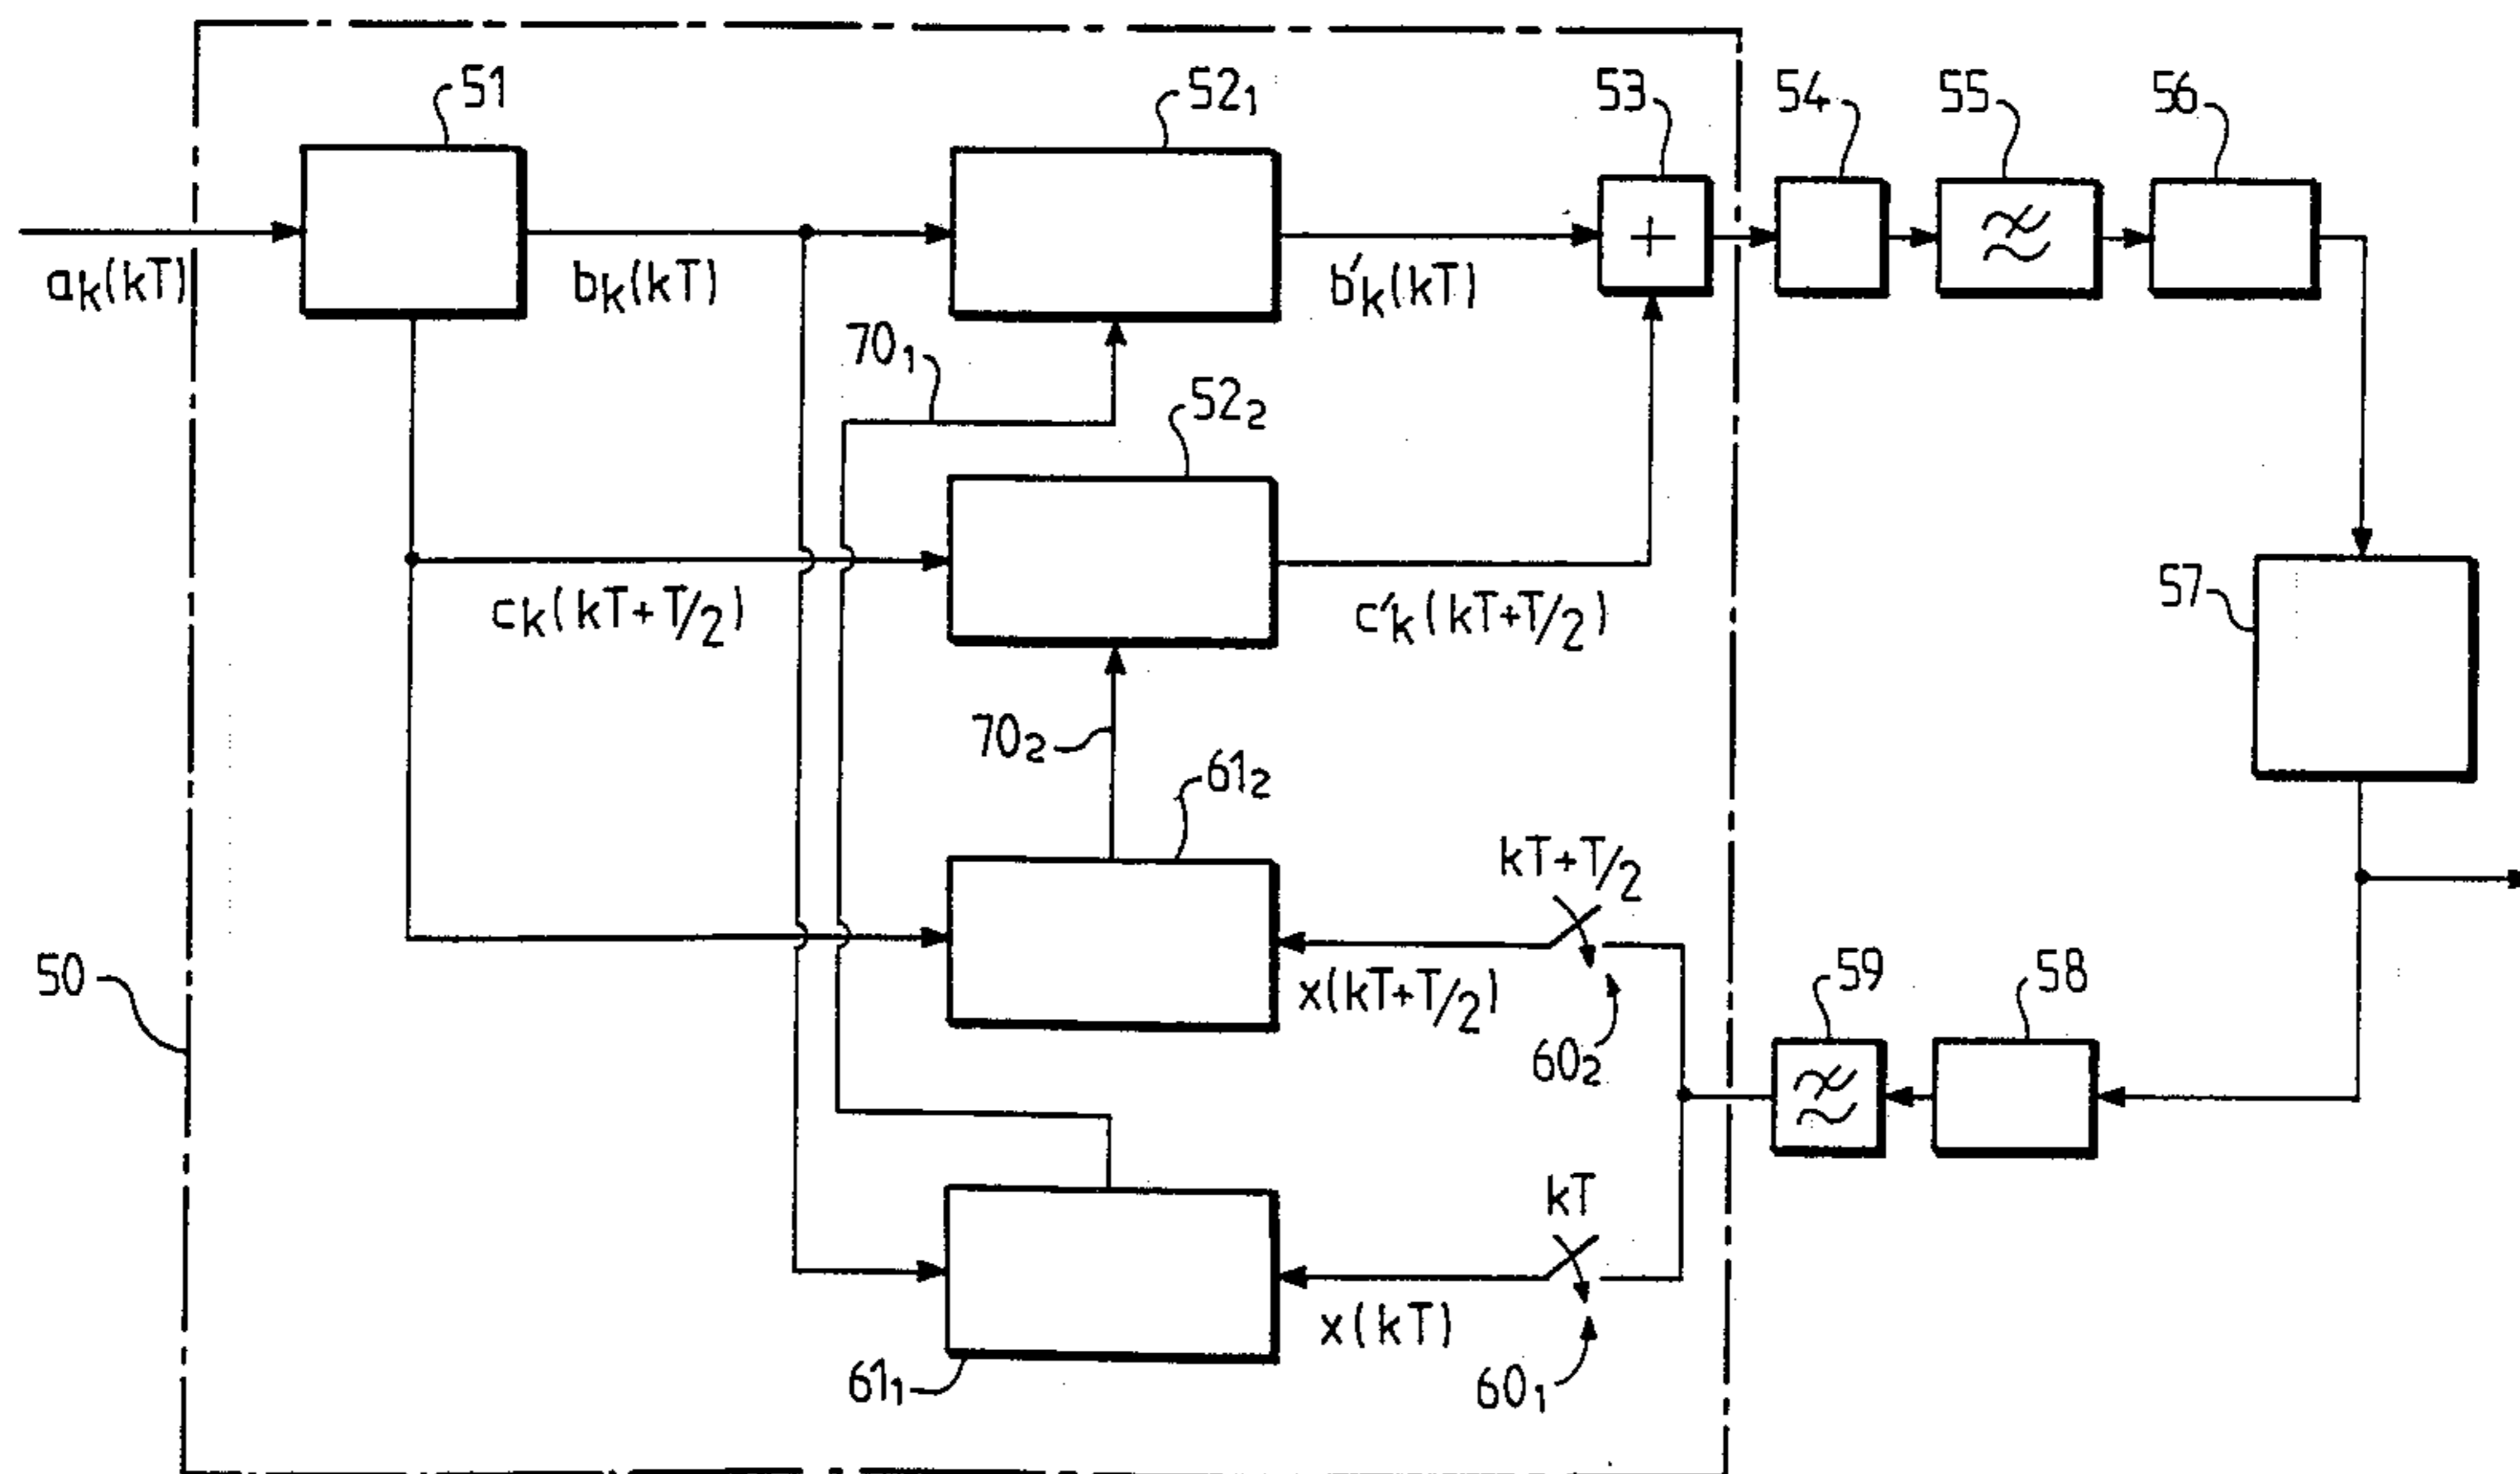 51
52₁
53
54
55
56
+
aₖ(kT)
bₖ(kT)
b′ₖ(kT)
70₁
52₂
57
cₖ(kT+T/2)
c′ₖ(kT+T/2)
70₂
61₂
kT+T/2
50
x(kT+T/2)
59
58
60₂
kT
x(kT)
61₁
60₁